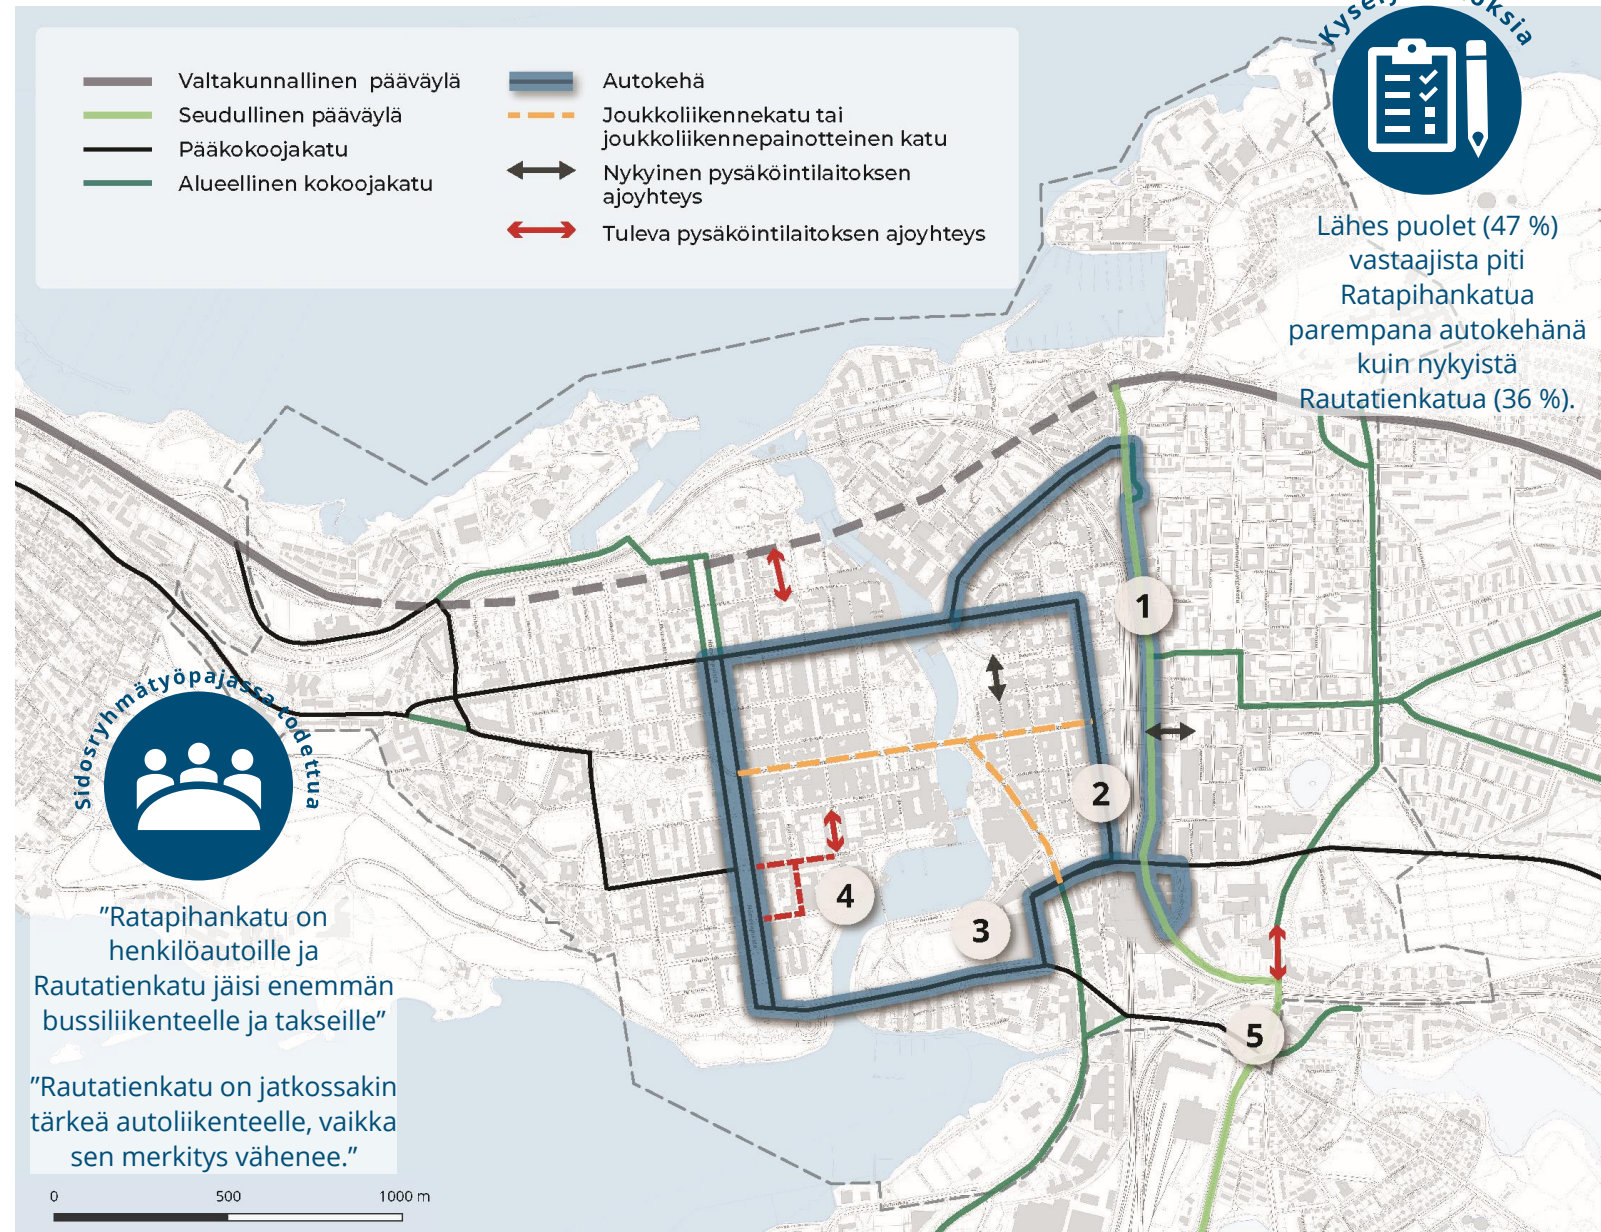 Valtakunnallinen pääväylä
Seudullinen pääväylä
Pääkokoojakatu
Alueellinen kokoojakatu
Autokehä
Joukkoliikennekatu tai
joukkoliikennepainotteinen katu
Nykyinen pysäköintilaitoksen
ajoyhteys
Tuleva pysäköintilaitoksen ajoyhteys
Lähes puolet (47 %)
vastaajista piti
Ratapihankatua
parempana autokehänä
kuin nykyistä
Rautatienkatua (36 %).
1
2
3
4
5
Sidosryhmätyöpajassa todettua
”Ratapihankatu on
henkilöautoille ja
Rautatienkatu jäisi enemmän
bussiliikenteelle ja takseille”
”Rautatienkatu on jatkossakin
tärkeä autoliikenteelle, vaikka
sen merkitys vähenee.”
0 500 1000 m